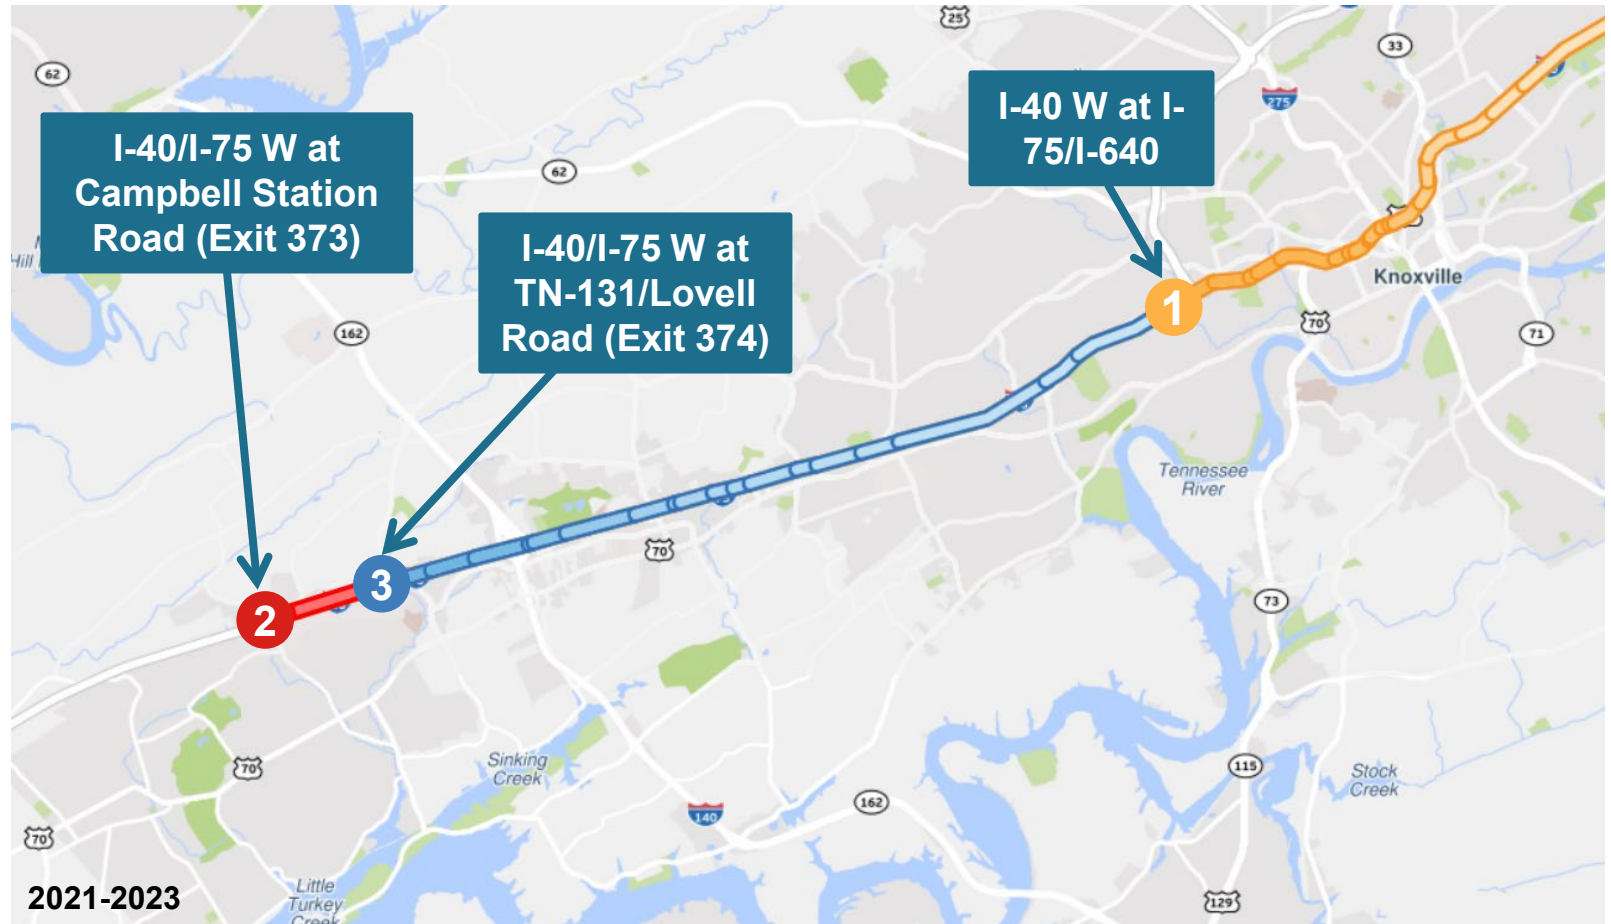 25
33
62
I-40 W at I-
75/I-640
275
I-40/I-75 W at
Campbell Station
Road (Exit 373)
62
I-40/I-75 W at
TN-131/Lovell
Road (Exit 374)
Hill
Knoxville
1
162
70
71
Tennessee
River
70
3
2
73
Sinking
Creek
70
115
Stock
Creek
162
140
70
2021-2023
Little
Turkey
Creek
129